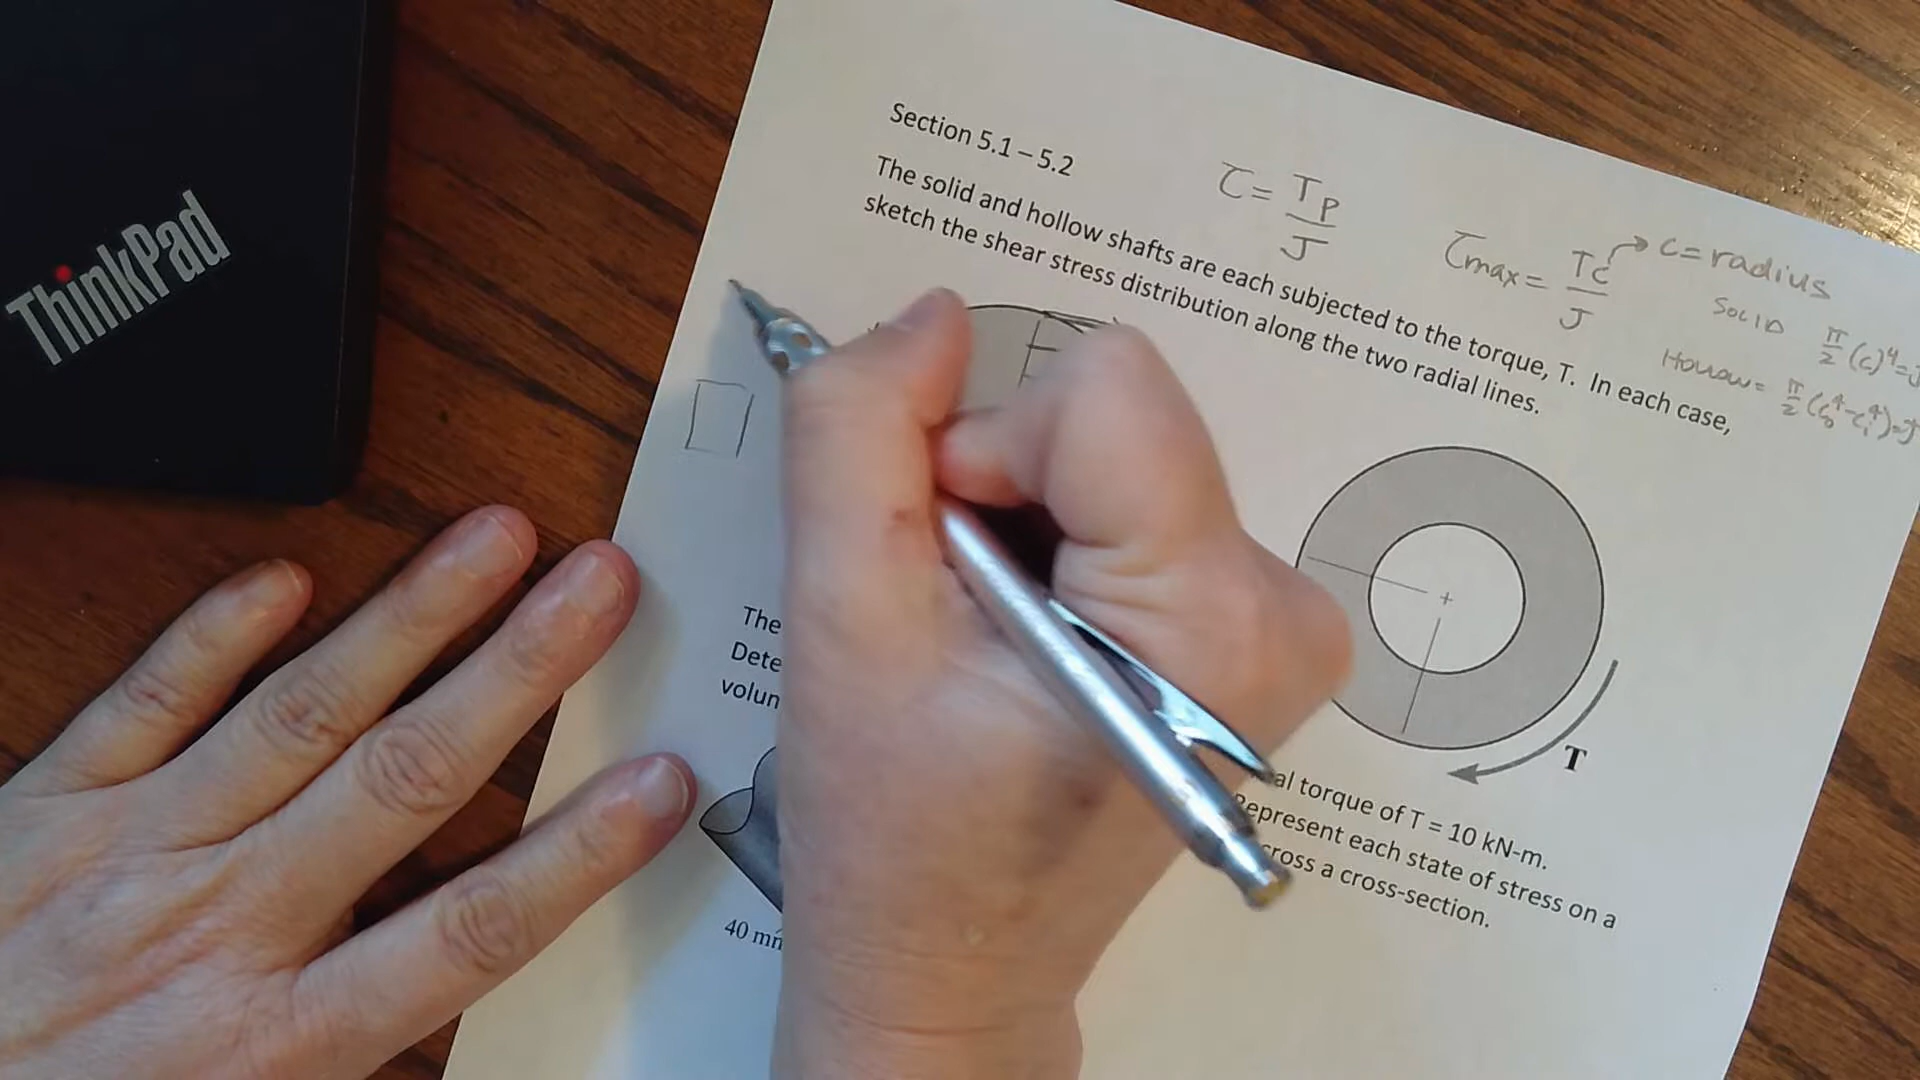 ThinkPad
Section 5.1 – 5.2
The solid and hollow shafts are each subjected to the torque, T. In each case,
sketch the shear stress distribution along the two radial lines.
τ = Tρ / J
τmax = Tc / J
c = radius
SOLID π/2 (c)⁴ = J
Hollow = π/2 (c₀⁴ - cᵢ⁴) = J
T
The
Dete
volun
al torque of T = 10 kN-m.
Represent each state of stress on a
cross a cross-section.
40 mm